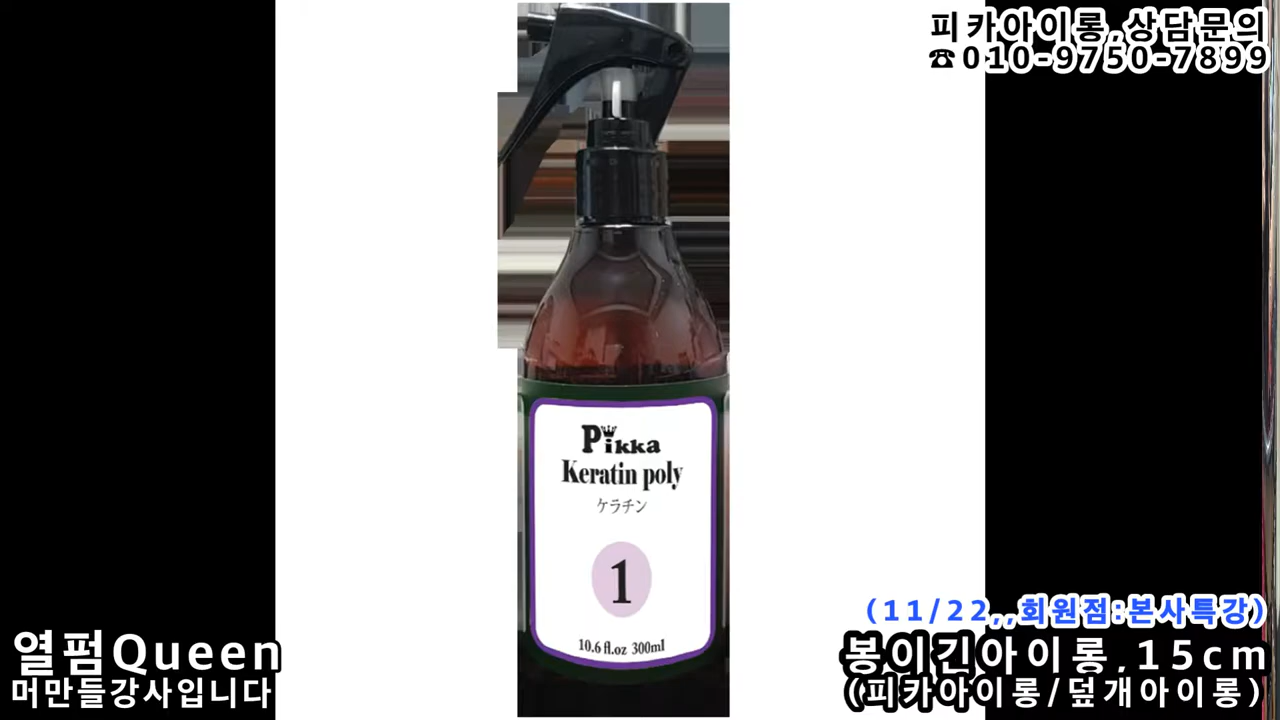 피카아이롱,상담문의
☎010-9750-7899
Pikka
Keratin poly
ケラチン
1
10.6 fl.oz 300ml
(11/22,,회원점:본사특강)
열펌Queen
머만들강사입니다
봉이긴아이롱,15cm
(피카아이롱/덮개아이롱)